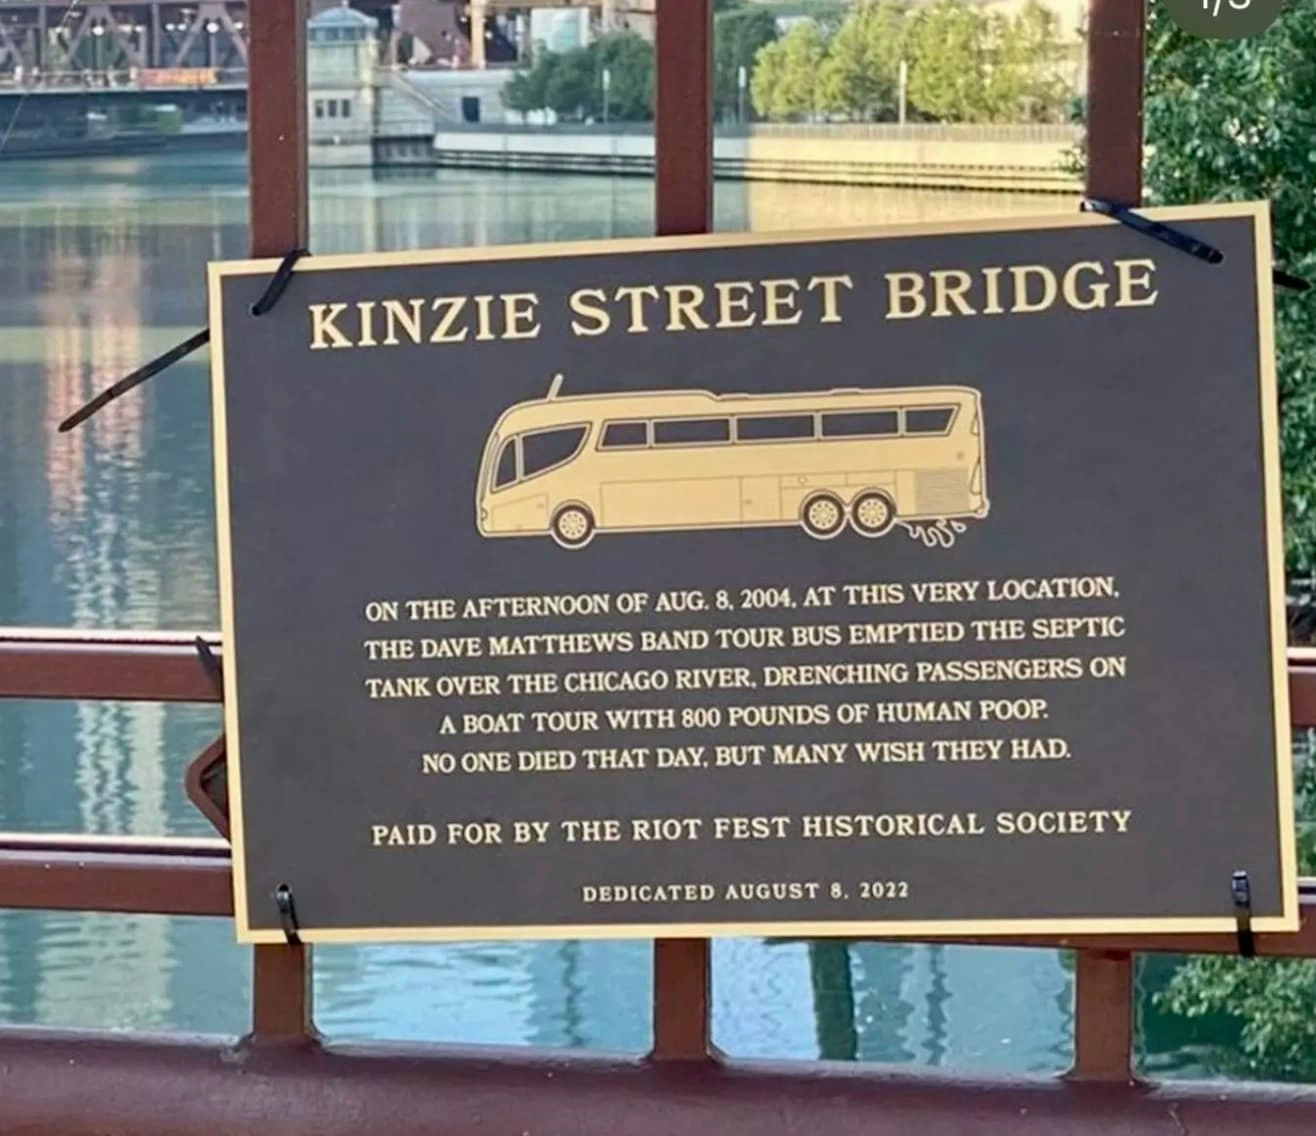 KINZIE STREET BRIDGE
ON THE AFTERNOON OF AUG. 8, 2004, AT THIS VERY LOCATION,
THE DAVE MATTHEWS BAND TOUR BUS EMPTIED THE SEPTIC
TANK OVER THE CHICAGO RIVER, DRENCHING PASSENGERS ON
A BOAT TOUR WITH 800 POUNDS OF HUMAN POOP.
NO ONE DIED THAT DAY, BUT MANY WISH THEY HAD.
PAID FOR BY THE RIOT FEST HISTORICAL SOCIETY
DEDICATED AUGUST 8, 2022